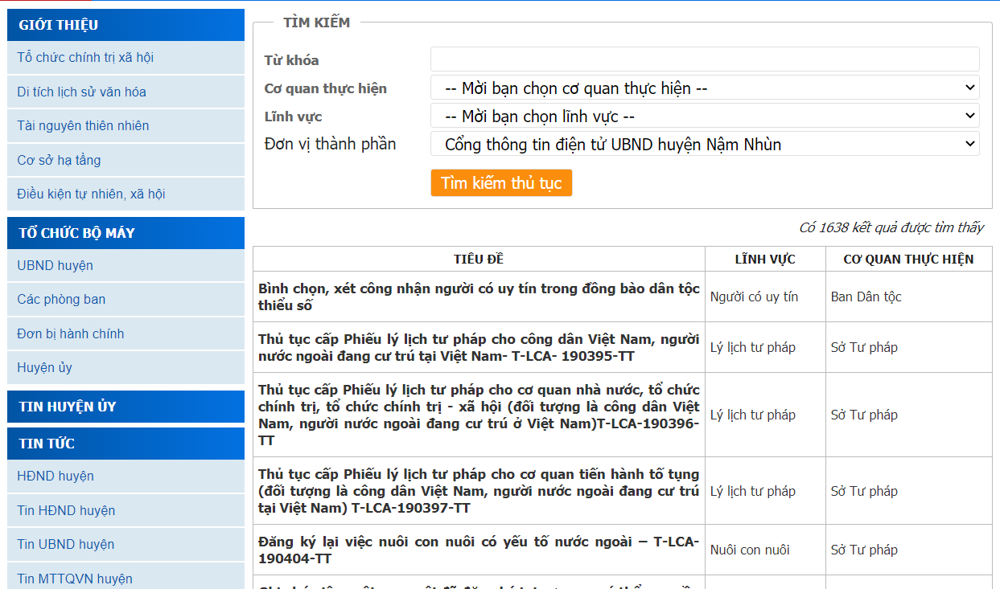 GIỚI THIỆU
Tổ chức chính trị xã hội
Di tích lịch sử văn hóa
Tài nguyên thiên nhiên
Cơ sở hạ tầng
Điều kiện tự nhiên, xã hội
TỔ CHỨC BỘ MÁY
UBND huyện
Các phòng ban
Đơn bị hành chính
Huyện ủy
TIN HUYỆN ỦY
TIN TỨC
HĐND huyện
Tin HĐND huyện
Tin UBND huyện
Tin MTTQVN huyện
TÌM KIẾM
Từ khóa
Cơ quan thực hiện
-- Mời bạn chọn cơ quan thực hiện --
Lĩnh vực
-- Mời bạn chọn lĩnh vực --
Đơn vị thành phần
Cổng thông tin điện tử UBND huyện Nậm Nhùn
Tìm kiếm thủ tục
Có 1638 kết quả được tìm thấy
TIÊU ĐỀ LĨNH VỰC CƠ QUAN THỰC HIỆN
Bình chọn, xét công nhận người có uy tín trong đồng bào dân tộc
thiểu số
Người có uy tín
Ban Dân tộc
Thủ tục cấp Phiếu lý lịch tư pháp cho công dân Việt Nam, người
nước ngoài đang cư trú tại Việt Nam- T-LCA- 190395-TT
Lý lịch tư pháp
Sở Tư pháp
Thủ tục cấp Phiếu lý lịch tư pháp cho cơ quan nhà nước, tổ chức
chính trị, tổ chức chính trị - xã hội (đối tượng là công dân Việt
Nam, người nước ngoài đang cư trú ở Việt Nam)T-LCA-190396-
TT
Lý lịch tư pháp
Sở Tư pháp
Thủ tục cấp Phiếu lý lịch tư pháp cho cơ quan tiến hành tố tụng
(đối tượng là công dân Việt Nam, người nước ngoài đang cư trú
tại Việt Nam) T-LCA-190397-TT
Lý lịch tư pháp
Sở Tư pháp
Đăng ký lại việc nuôi con nuôi có yếu tố nước ngoài – T-LCA-
190404-TT
Nuôi con nuôi
Sở Tư pháp